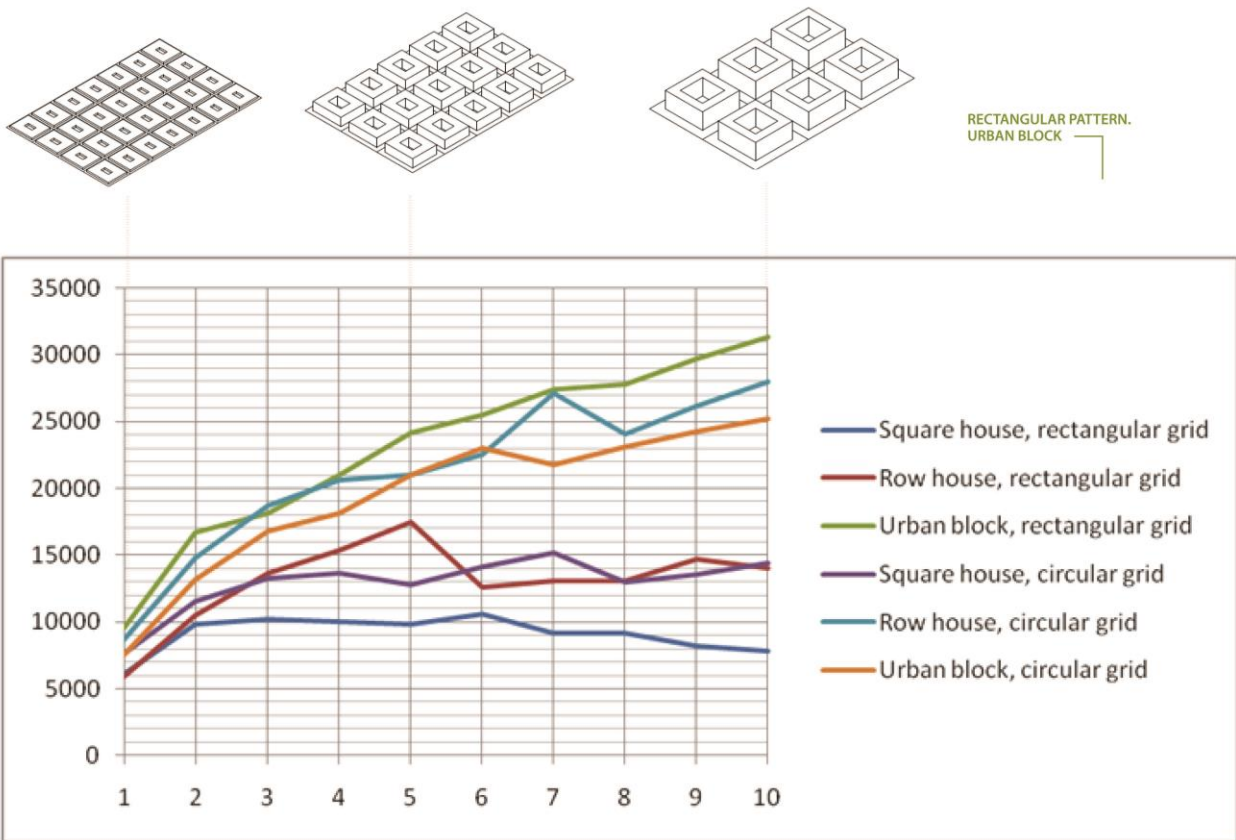 RECTANGULAR PATTERN.
URBAN BLOCK
35000
30000
25000
20000
15000
10000
5000
0
1 2 3 4 5 6 7 8 9 10
Square house, rectangular grid
Row house, rectangular grid
Urban block, rectangular grid
Square house, circular grid
Row house, circular grid
Urban block, circular grid